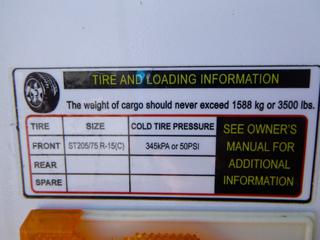 TIRE AND LOADING INFORMATION
The weight of cargo should never exceed 1588 kg or 3500 lbs.
TIRE SIZE COLD TIRE PRESSURE
FRONT ST205/75 R-15(C) 345kPA or 50PSI
REAR
SPARE
SEE OWNER'S
MANUAL FOR
ADDITIONAL
INFORMATION